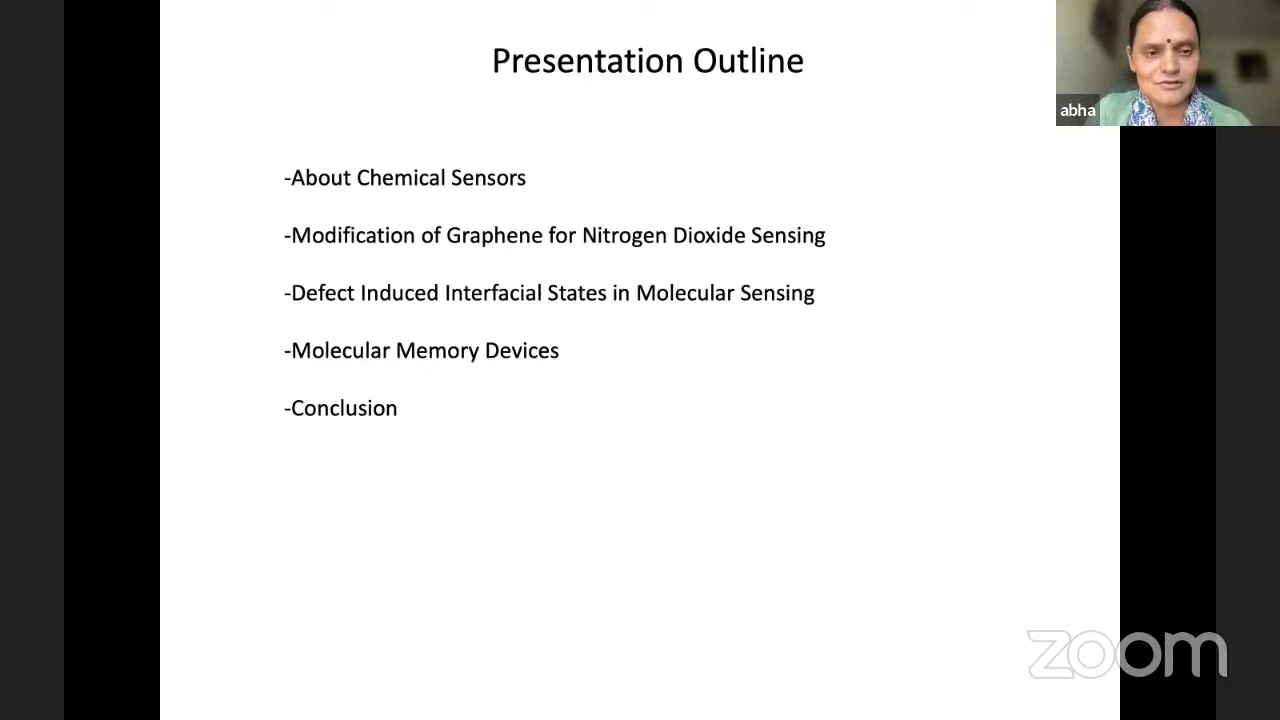 Presentation Outline
abha
-About Chemical Sensors
-Modification of Graphene for Nitrogen Dioxide Sensing
-Defect Induced Interfacial States in Molecular Sensing
-Molecular Memory Devices
-Conclusion
zoom